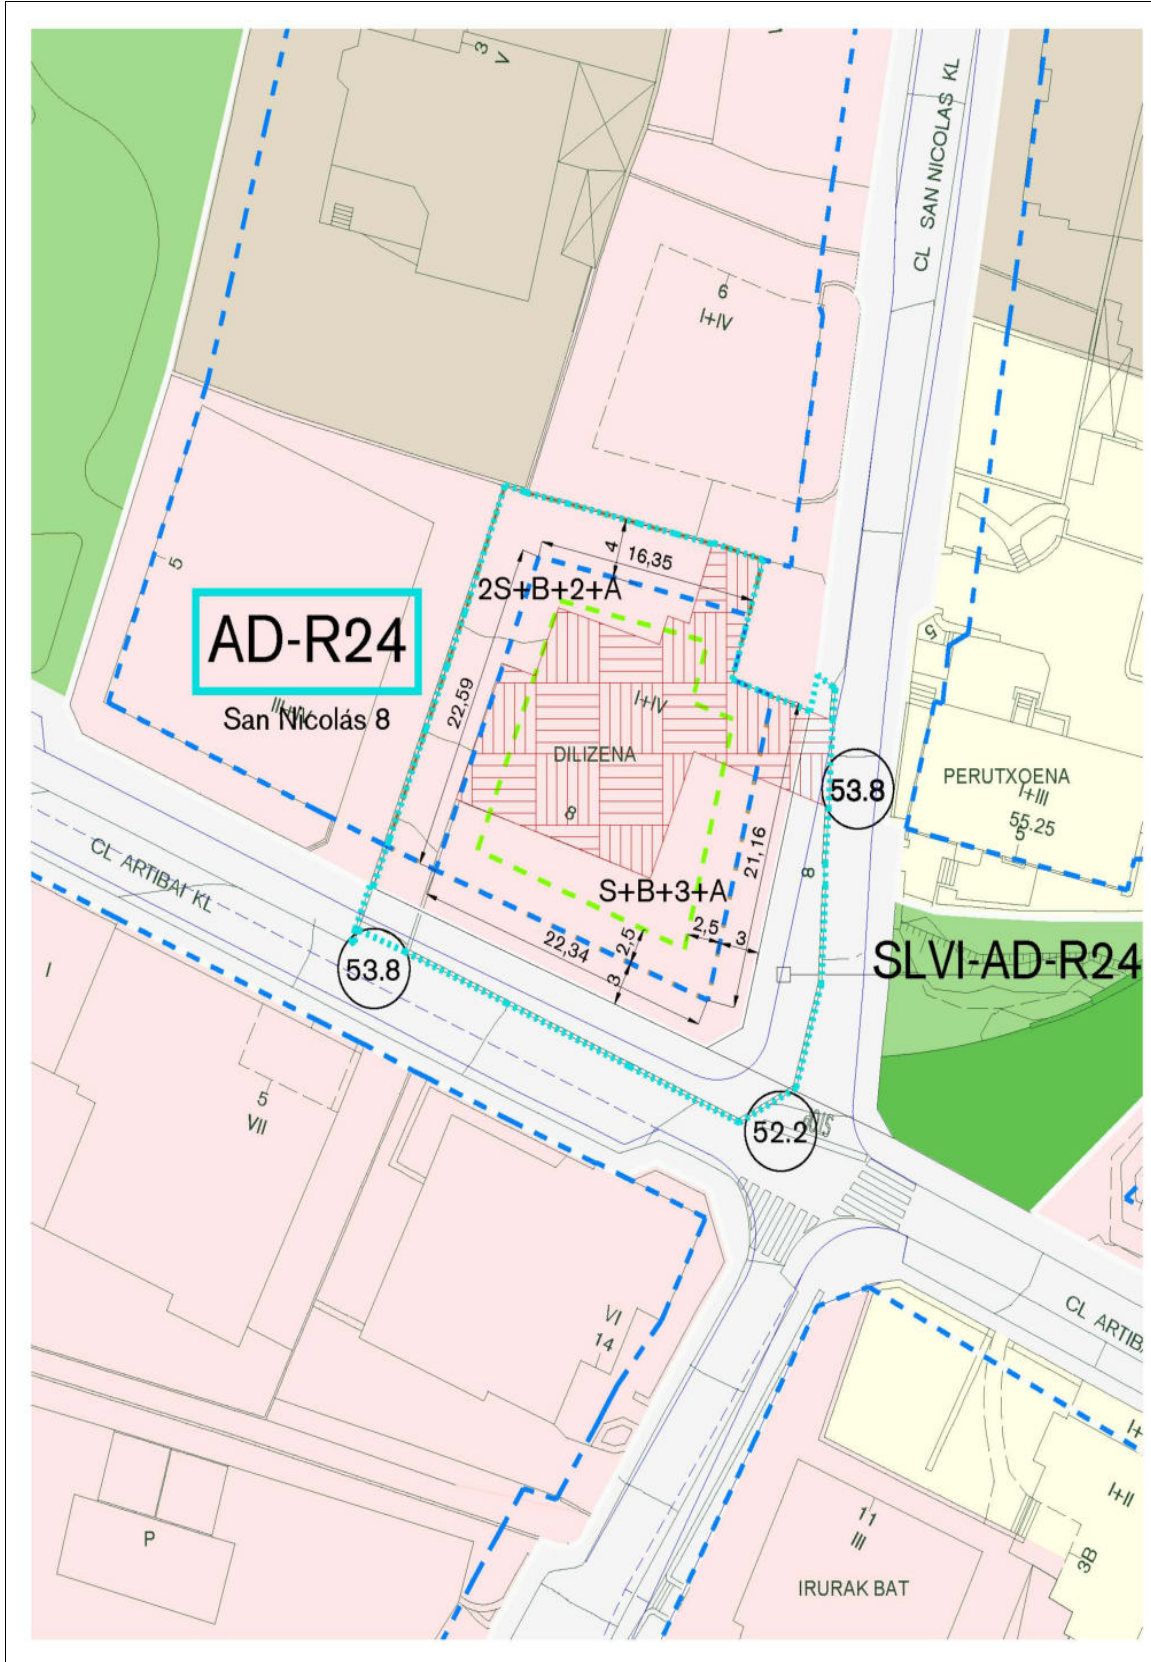 3
V
CL SAN NICOLAS KL
6
I+IV
5
4
16,35
2S+B+2+A
AD-R24
San Nicolás 8
22,59
I+IV
DILIZENA
8
53.8
PERUTXOENA
I+III
55.25
5
5
21,16
8
CL ARTIBAI KL
S+B+3+A
2,5
3
22,34
2,5
3
53.8
SLVI-AD-R24
I
5
VII
52.2
STOP
VI
14
CL ARTIBA
I+
I+II
3B
11
III
IRURAK BAT
P